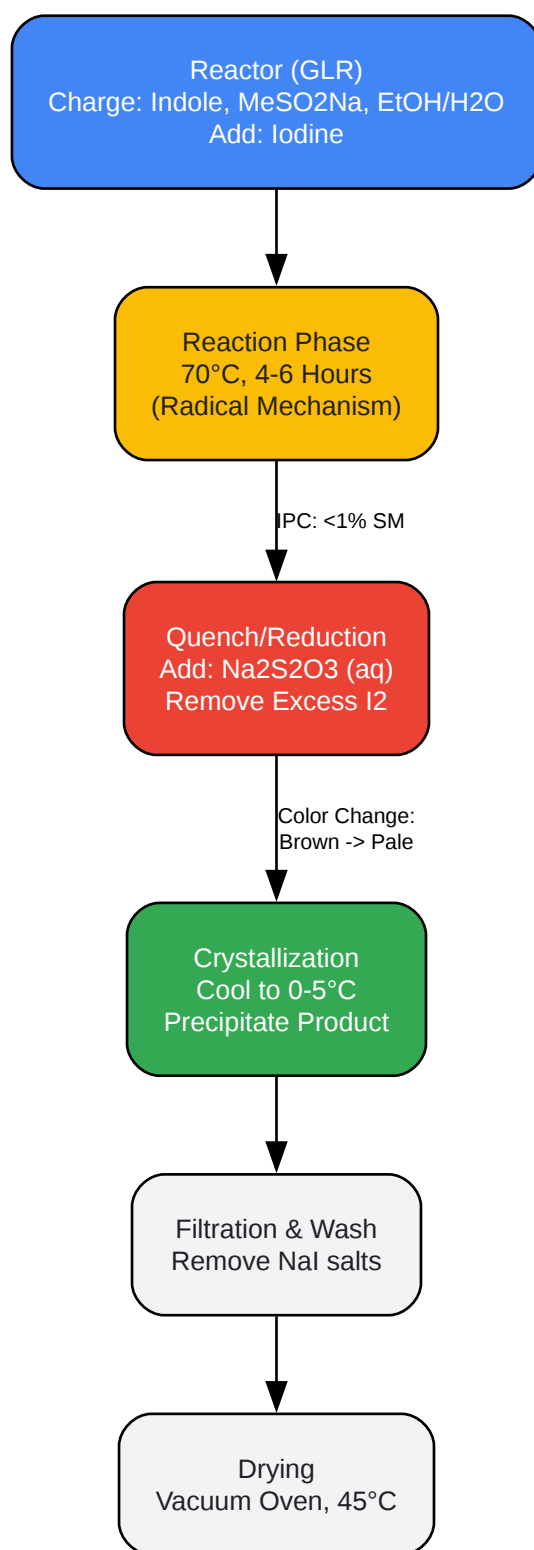 Reactor (GLR)
Charge: Indole, MeSO2Na, EtOH/H2O
Add: Iodine
Reaction Phase
70°C, 4-6 Hours
(Radical Mechanism)
IPC: <1% SM
Quench/Reduction
Add: Na2S2O3 (aq)
Remove Excess I2
Color Change:
Brown -> Pale
Crystallization
Cool to 0-5°C
Precipitate Product
Filtration & Wash
Remove NaI salts
Drying
Vacuum Oven, 45°C